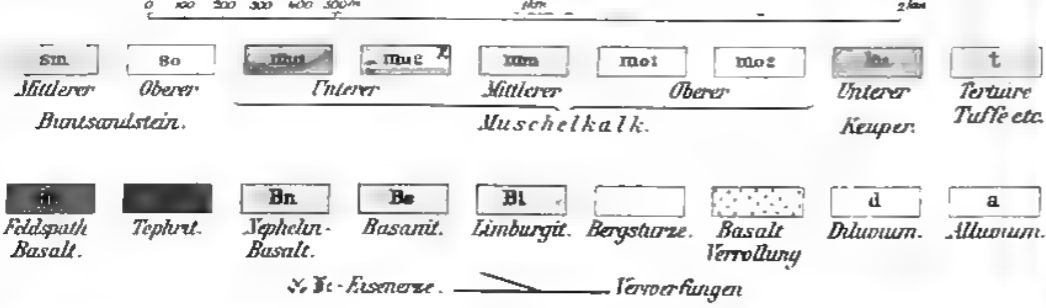 0 100 200 300 400 500m 1km 2km
sm so mu1 mu2 mm mo1 mo2 t
Mittlerer Oberer Unterer Mittlerer Oberer Unterer Tertiäre
Buntsandstein. Muschelkalk. Keuper. Tuffe etc.
Bn Bs Bl d a
Feldspath Tephrit. Nephelin- Basanit. Limburgit. Bergstürze. Basalt Diluvium. Alluvium.
Basalt. Basalt. Verrollung
Eisenerze. Verwerfungen